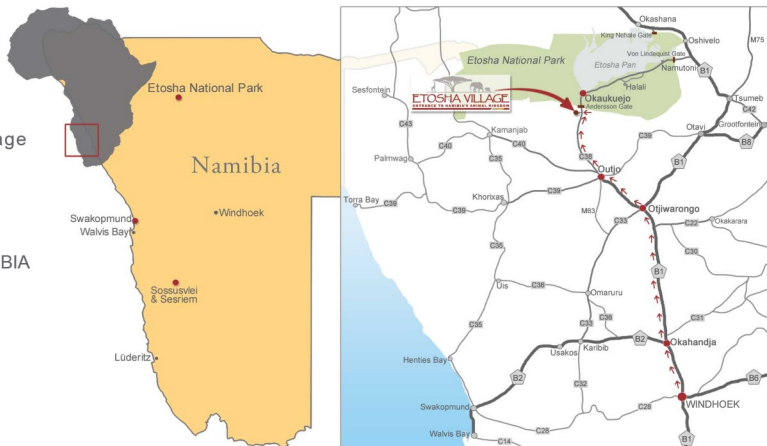 age
BIA
Etosha National Park
Namibia
Windhoek
Swakopmund
Walvis Bay
Sossusvlei
& Sesriem
Lüderitz
Okashana
King Nehale Gate
Oshivelo
M75
Etosha National Park
Von Lindequist Gate
Etosha Pan
Namutoni
B1
Halali
Sesfontein
ETOSHA VILLAGE
ENTRANCE TO NAMIBIA'S ANIMAL KINGDOM
Okaukuejo
Andersson Gate
Tsumeb
C42
C43
Kamanjab
Otavi
Grootfontein
C40
C40
C39
B8
Palmwag
C35
C38
B1
Outjo
Torra Bay
C39
Khorixas
C39
C39
Otjiwarongo
M63
C33
C22
Okakarara
C35
C30
B1
Uis
C36
Omaruru
C35
C33
C36
C31
Okahandja
B2
Henties Bay
Usakos
Karibib
B2
C32
B6
Swakopmund
C28
WINDHOEK
Walvis Bay
C26
C14
B1